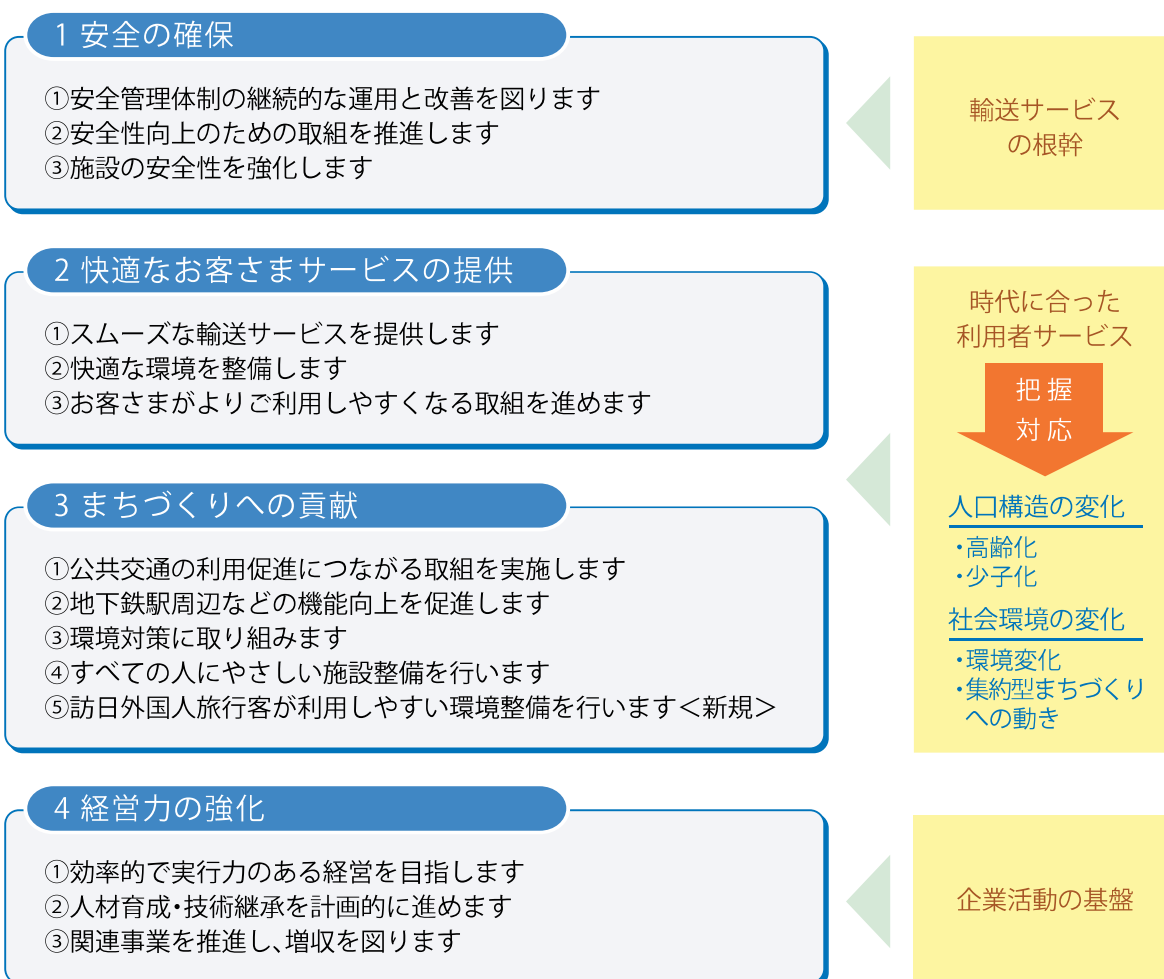 1 安全の確保
①安全管理体制の継続的な運用と改善を図ります
②安全性向上のための取組を推進します
③施設の安全性を強化します
輸送サービス
の根幹
2 快適なお客さまサービスの提供
①スムーズな輸送サービスを提供します
②快適な環境を整備します
③お客さまがよりご利用しやすくなる取組を進めます
3 まちづくりへの貢献
①公共交通の利用促進につながる取組を実施します
②地下鉄駅周辺などの機能向上を促進します
③環境対策に取り組みます
④すべての人にやさしい施設整備を行います
⑤訪日外国人旅行客が利用しやすい環境整備を行います＜新規＞
時代に合った
利用者サービス
把握
対応
人口構造の変化
・高齢化
・少子化
社会環境の変化
・環境変化
・集約型まちづくり
への動き
4 経営力の強化
①効率的で実行力のある経営を目指します
②人材育成・技術継承を計画的に進めます
③関連事業を推進し、増収を図ります
企業活動の基盤